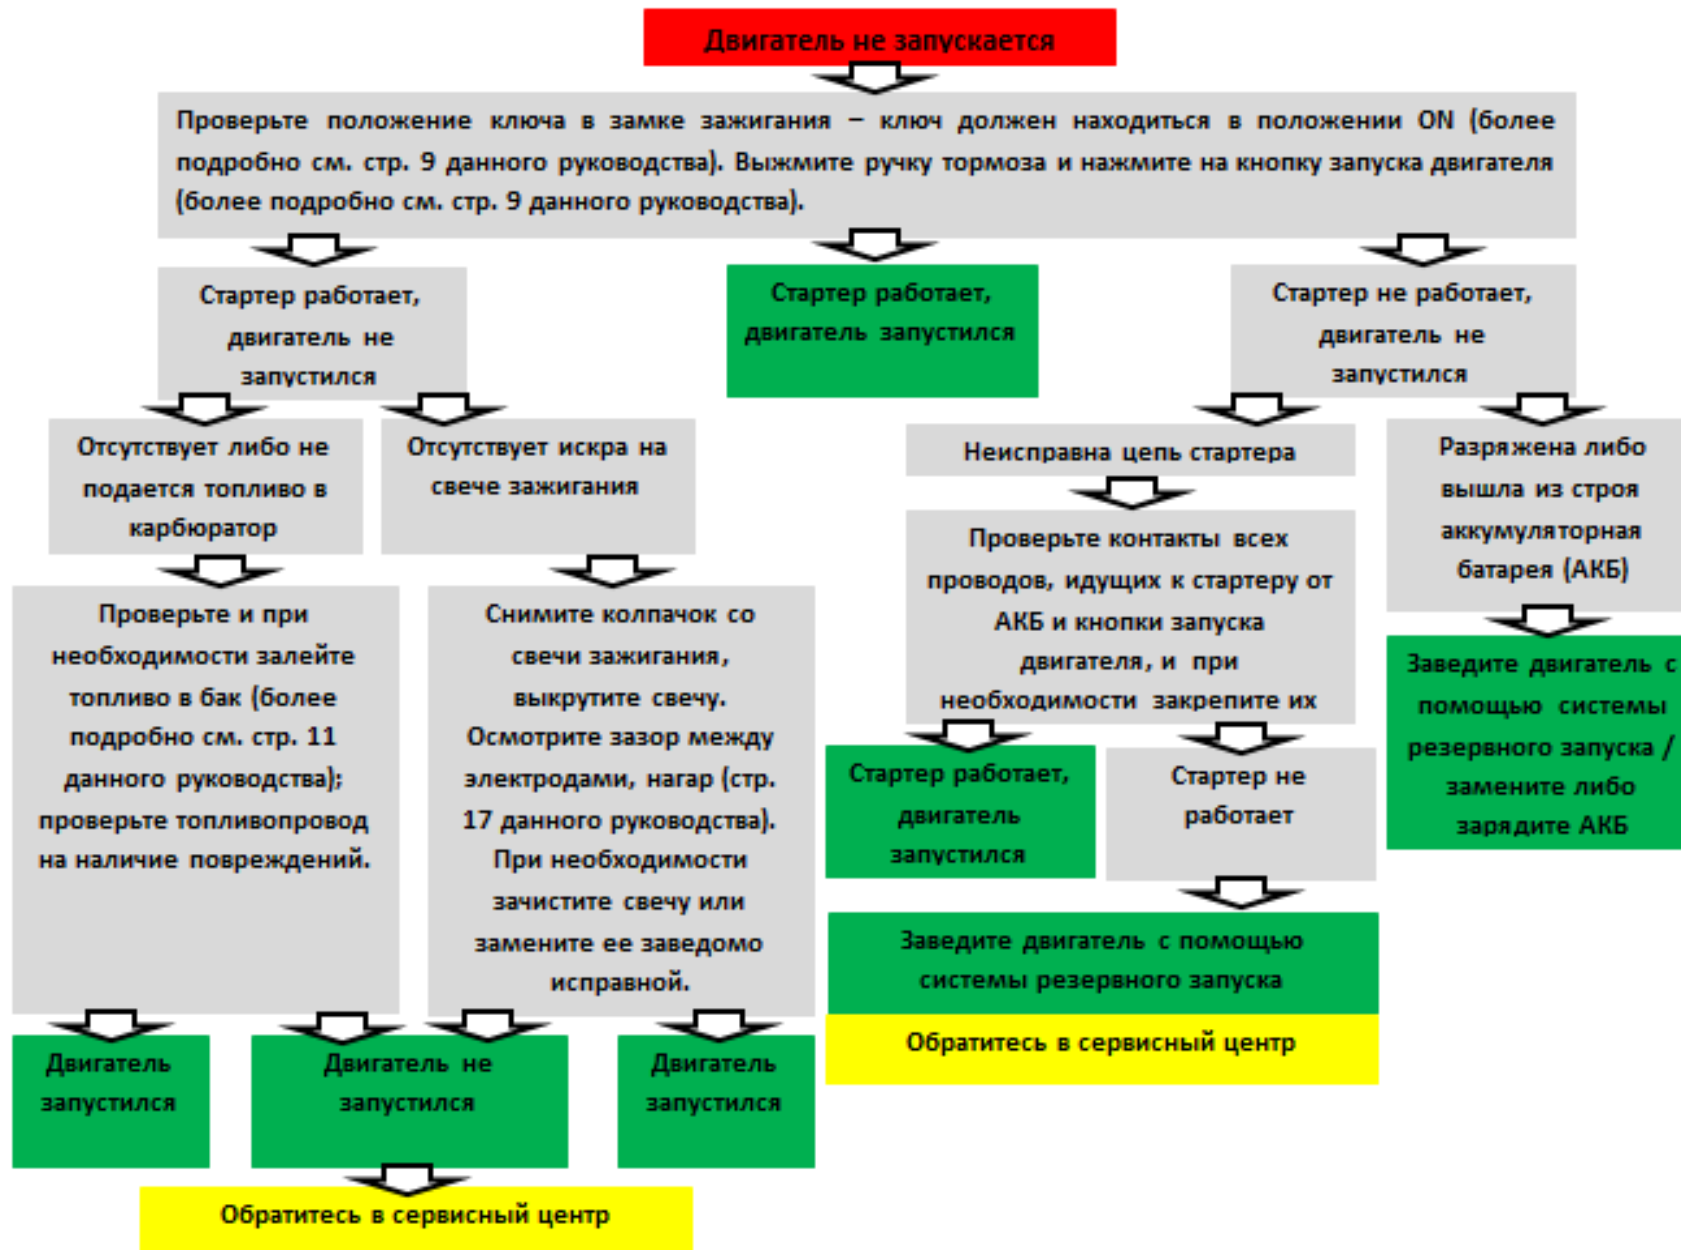 Двигатель не запускается
Проверьте положение ключа в замке зажигания – ключ должен находиться в положении ON (более
подробно см. стр. 9 данного руководства). Выжмите ручку тормоза и нажмите на кнопку запуска двигателя
(более подробно см. стр. 9 данного руководства).
Стартер работает,
двигатель не
запустился
Стартер работает,
двигатель запустился
Стартер не работает,
двигатель не
запустился
Отсутствует либо не
подается топливо в
карбюратор
Отсутствует искра на
свече зажигания
Неисправна цепь стартера
Разряжена либо
вышла из строя
аккумуляторная
батарея (АКБ)
Проверьте и при
необходимости залейте
топливо в бак (более
подробно см. стр. 11
данного руководства);
проверьте топливопровод
на наличие повреждений.
Снимите колпачок со
свечи зажигания,
выкрутите свечу.
Осмотрите зазор между
электродами, нагар (стр.
17 данного руководства).
При необходимости
зачистите свечу или
замените ее заведомо
исправной.
Проверьте контакты всех
проводов, идущих к стартеру от
АКБ и кнопки запуска
двигателя, и при
необходимости закрепите их
Заведите двигатель с
помощью системы
резервного запуска /
замените либо
зарядите АКБ
Стартер работает,
двигатель
запустился
Стартер не
работает
Заведите двигатель с помощью
системы резервного запуска
Обратитесь в сервисный центр
Двигатель
запустился
Двигатель не
запустился
Двигатель
запустился
Обратитесь в сервисный центр